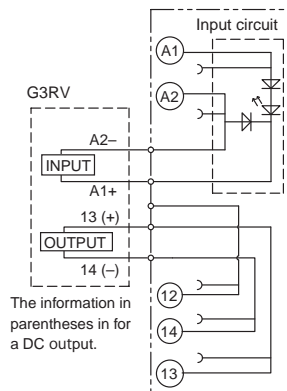 Input circuit
A1
G3RV
A2
A2–
INPUT
A1+
13 (+)
OUTPUT
14 (–)
12
The information in
parentheses in for
a DC output.
14
13